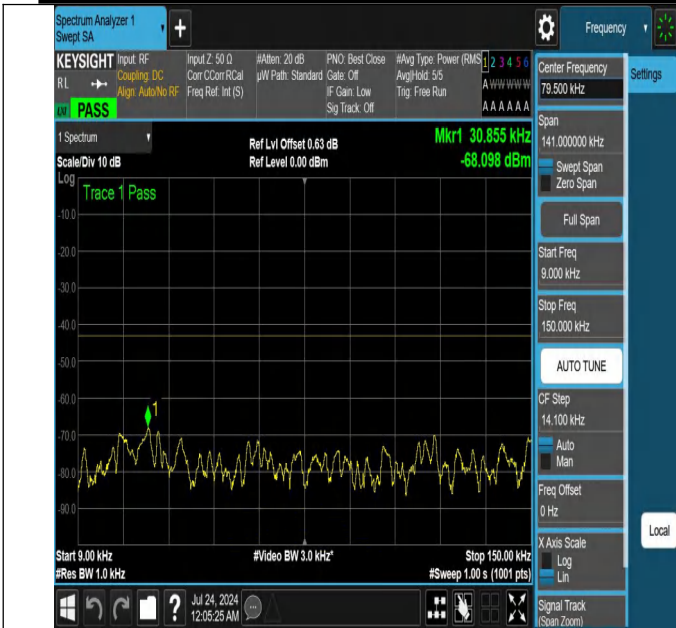 Spectrum Analyzer 1
Swept SA
+
Frequency
KEYSIGHT
Input: RF
Coupling: DC
Align: Auto/No RF
Input Z: 50 Ω
Corr CCorr RCal
Freq Ref: Int (S)
#Atten: 20 dB
µW Path: Standard
PNO: Best Close
Gate: Off
IF Gain: Low
Sig Track: Off
#Avg Type: Power (RMS
Avg|Hold: 5/5
Trig: Free Run
1 2 3 4 5 6
A W W W W W
A A A A A A
R L
PASS
1 Spectrum
Scale/Div 10 dB
Ref Lvl Offset 0.63 dB
Ref Level 0.00 dBm
Mkr1 30.855 kHz
-68.098 dBm
Log
Trace 1 Pass
-10.0
-20.0
-30.0
-40.0
-50.0
-60.0
-70.0
-80.0
-90.0
1
Start 9.00 kHz
#Res BW 1.0 kHz
#Video BW 3.0 kHz*
Stop 150.00 kHz
#Sweep 1.00 s (1001 pts)
Jul 24, 2024
12:05:25 AM
Center Frequency
79.500 kHz
Settings
Span
141.000000 kHz
Swept Span
Zero Span
Full Span
Start Freq
9.000 kHz
Stop Freq
150.000 kHz
AUTO TUNE
CF Step
14.100 kHz
Auto
Man
Freq Offset
0 Hz
X Axis Scale
Log
Lin
Local
Signal Track
(Span Zoom)